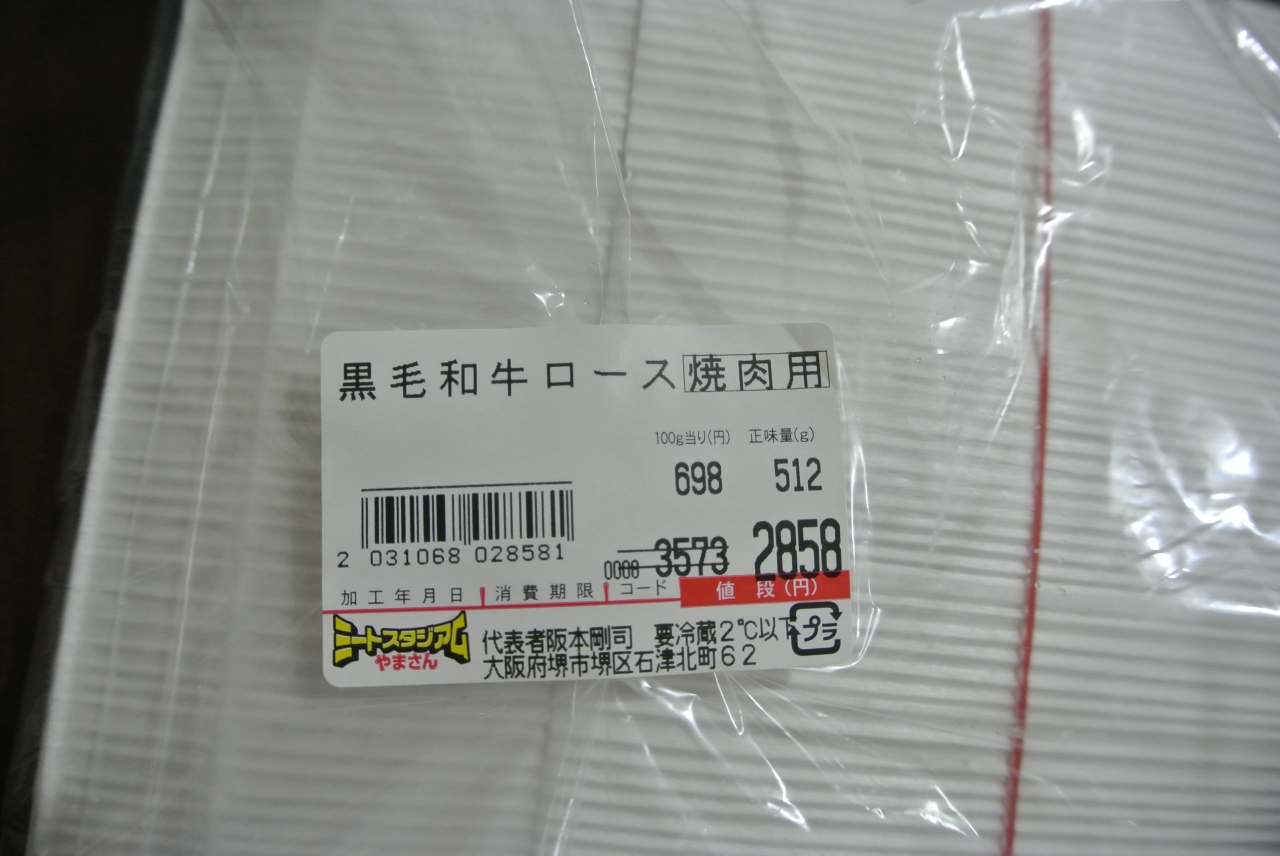 黒毛和牛ロース焼肉用
100g当り(円) 正味量(g)
698 512
2 031068 028581
0008 3573 2858
加工年月日 消費期限 コード 値段(円)
ミートスタジアム
やまさん
代表者阪本剛司 要冷蔵2℃以下
プラ
大阪府堺市堺区石津北町62